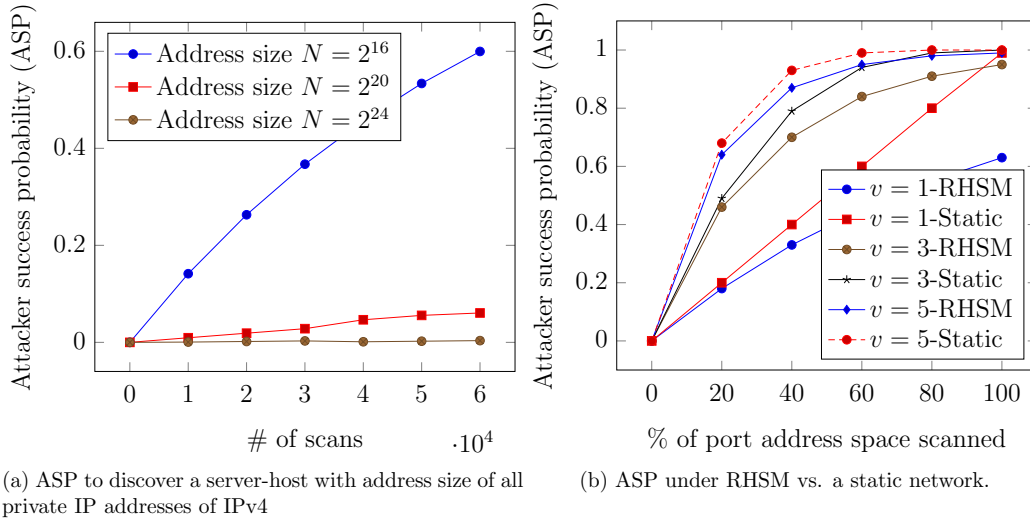 Attacker success probability (ASP)
0.6
0.4
0.2
0
Address size N = 2^16
Address size N = 2^20
Address size N = 2^24
0 1 2 3 4 5 6
# of scans
·10^4
(a) ASP to discover a server-host with address size of all
private IP addresses of IPv4
Attacker success probability (ASP)
1
0.8
0.6
0.4
0.2
0
v = 1-RHSM
v = 1-Static
v = 3-RHSM
v = 3-Static
v = 5-RHSM
v = 5-Static
0 20 40 60 80 100
% of port address space scanned
(b) ASP under RHSM vs. a static network.